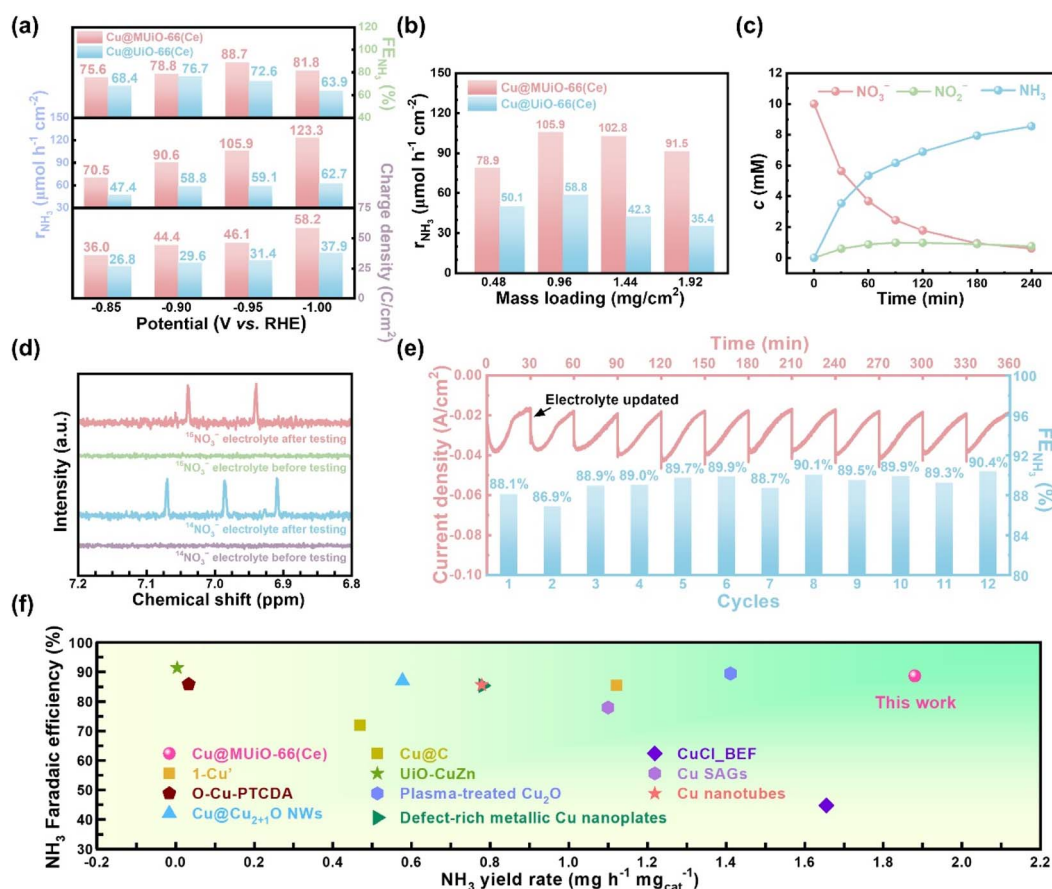 (a)
Cu@MUiO-66(Ce)
Cu@UiO-66(Ce)
75.6 68.4 78.8 76.7 88.7 72.6 81.8 63.9
120
100
80
60
40
FE_NH₃ (%)
150
120
90
60
30
r_NH₃ (μmol h⁻¹ cm⁻²)
70.5 47.4 90.6 58.8 105.9 59.1 123.3 62.7
75
50
25
0
Charge density (C/cm²)
36.0 26.8 44.4 29.6 46.1 31.4 58.2 37.9
-0.85 -0.90 -0.95 -1.00
Potential (V vs. RHE)
(b)
Cu@MUiO-66(Ce)
Cu@UiO-66(Ce)
150
120
90
60
30
0
r_NH₃ (μmol h⁻¹ cm⁻²)
78.9 50.1 105.9 58.8 102.8 42.3 91.5 35.4
0.48 0.96 1.44 1.92
Mass loading (mg/cm²)
(c)
NO₃⁻ NO₂⁻ NH₃
12
10
8
6
4
2
0
c (mM)
0 60 120 180 240
Time (min)
(d)
Intensity (a.u.)
¹⁵NO₃⁻ electrolyte after testing
¹⁵NO₃⁻ electrolyte before testing
¹⁴NO₃⁻ electrolyte after testing
¹⁴NO₃⁻ electrolyte before testing
7.2 7.1 7.0 6.9 6.8
Chemical shift (ppm)
(e)
Time (min)
0 30 60 90 120 150 180 210 240 270 300 330 360
0.00
-0.02
-0.04
-0.06
-0.08
-0.10
Current density (A/cm²)
Electrolyte updated
88.1% 86.9% 88.9% 89.0% 89.7% 89.9% 88.7% 90.1% 89.5% 89.9% 89.3% 90.4%
100
96
92
88
84
80
FE_NH₃ (%)
1 2 3 4 5 6 7 8 9 10 11 12
Cycles
(f)
100
90
80
70
60
50
45
30
NH₃ Faradaic efficiency (%)
This work
Cu@MUiO-66(Ce) Cu@C CuCl_BEF
1-Cu' UiO-CuZn Cu SAGs
O-Cu-PTCDA Plasma-treated Cu₂O Cu nanotubes
Cu@Cu₂₊₁O NWs Defect-rich metallic Cu nanoplates
-0.2 0.0 0.2 0.4 0.6 0.8 1.0 1.2 1.4 1.6 1.8 2.0 2.2
NH₃ yield rate (mg h⁻¹ mg_cat⁻¹)